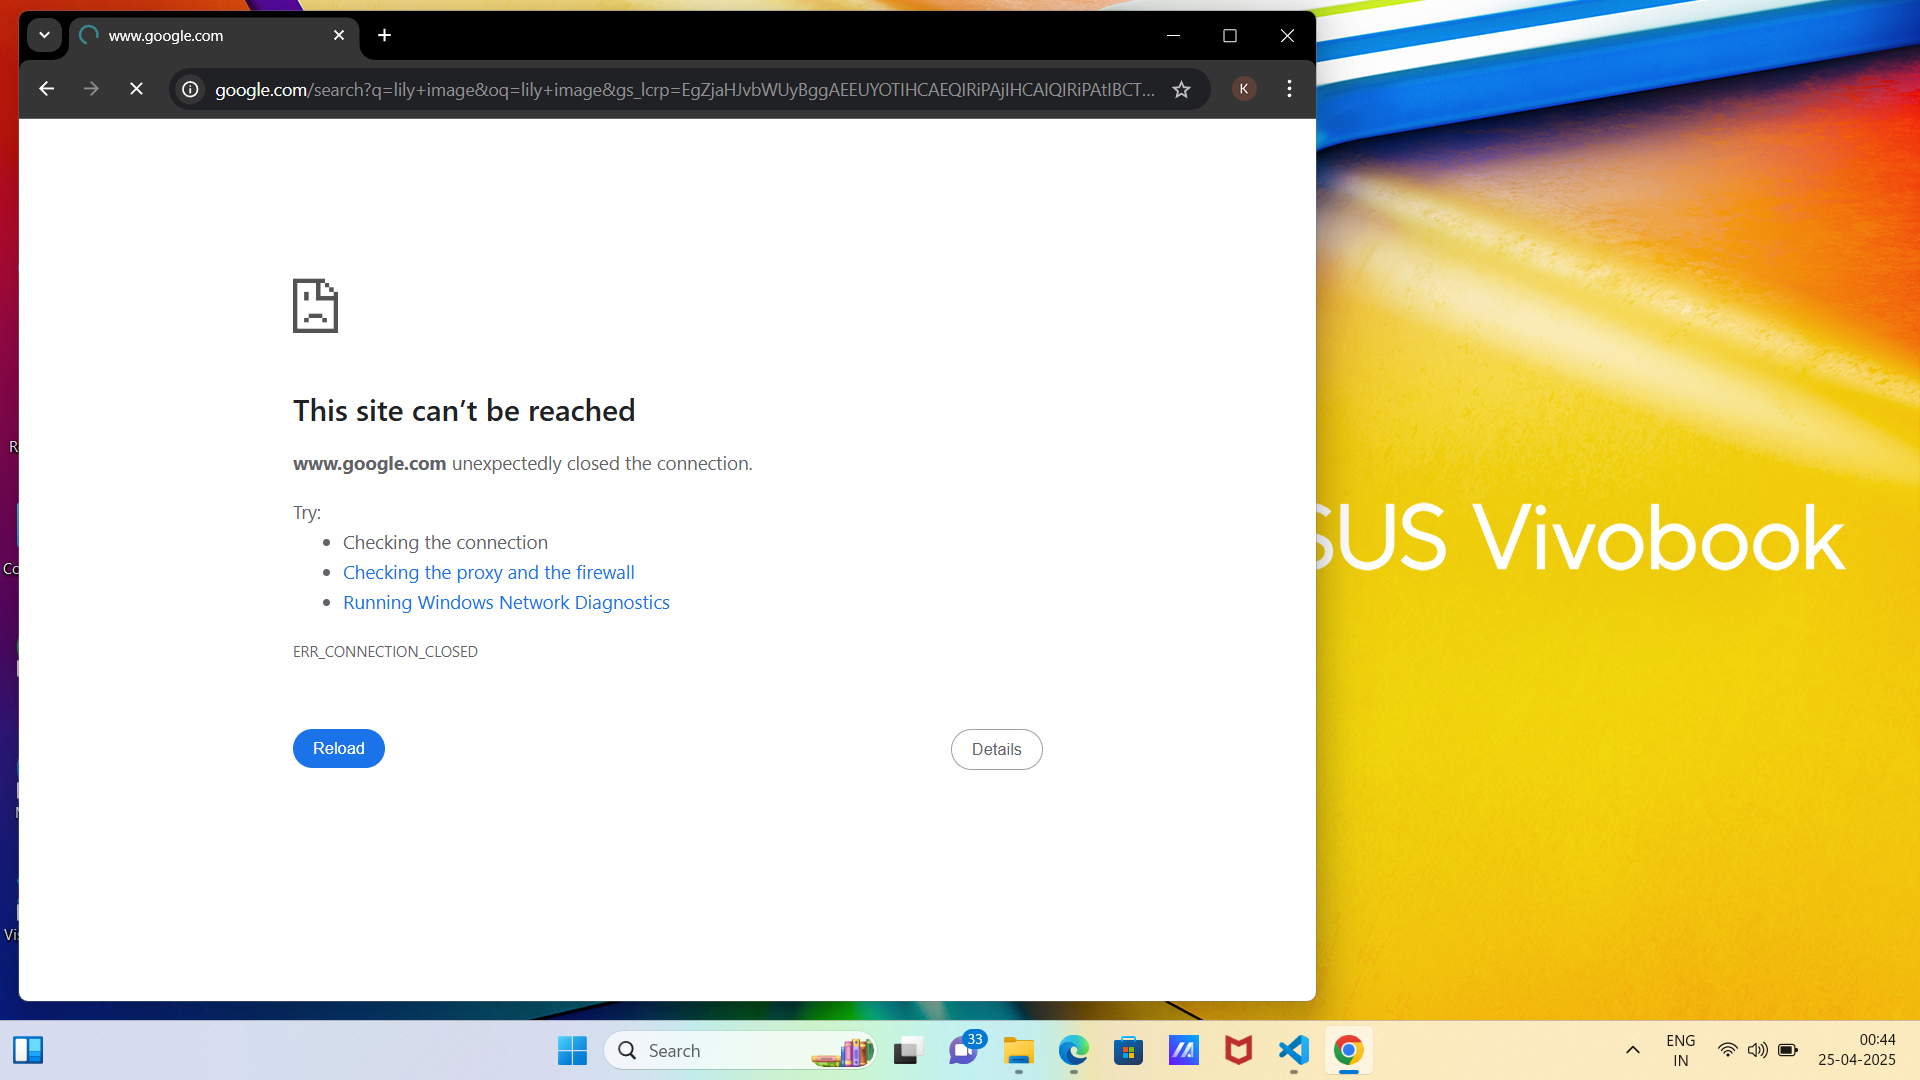 www.google.com
google.com/search?q=lily+image&oq=lily+image&gs_lcrp=EgZjaHJvbWUyBggAEEUYOTIHCAEQIRiPAjIHCAIQIRiPAtIBCT...
K
This site can’t be reached
www.google.com unexpectedly closed the connection.
Try:
Checking the connection
Checking the proxy and the firewall
Running Windows Network Diagnostics
ERR_CONNECTION_CLOSED
Reload
Details
SUS Vivobook
R
Co
Vis
Search
33
ENG
IN
00:44
25-04-2025